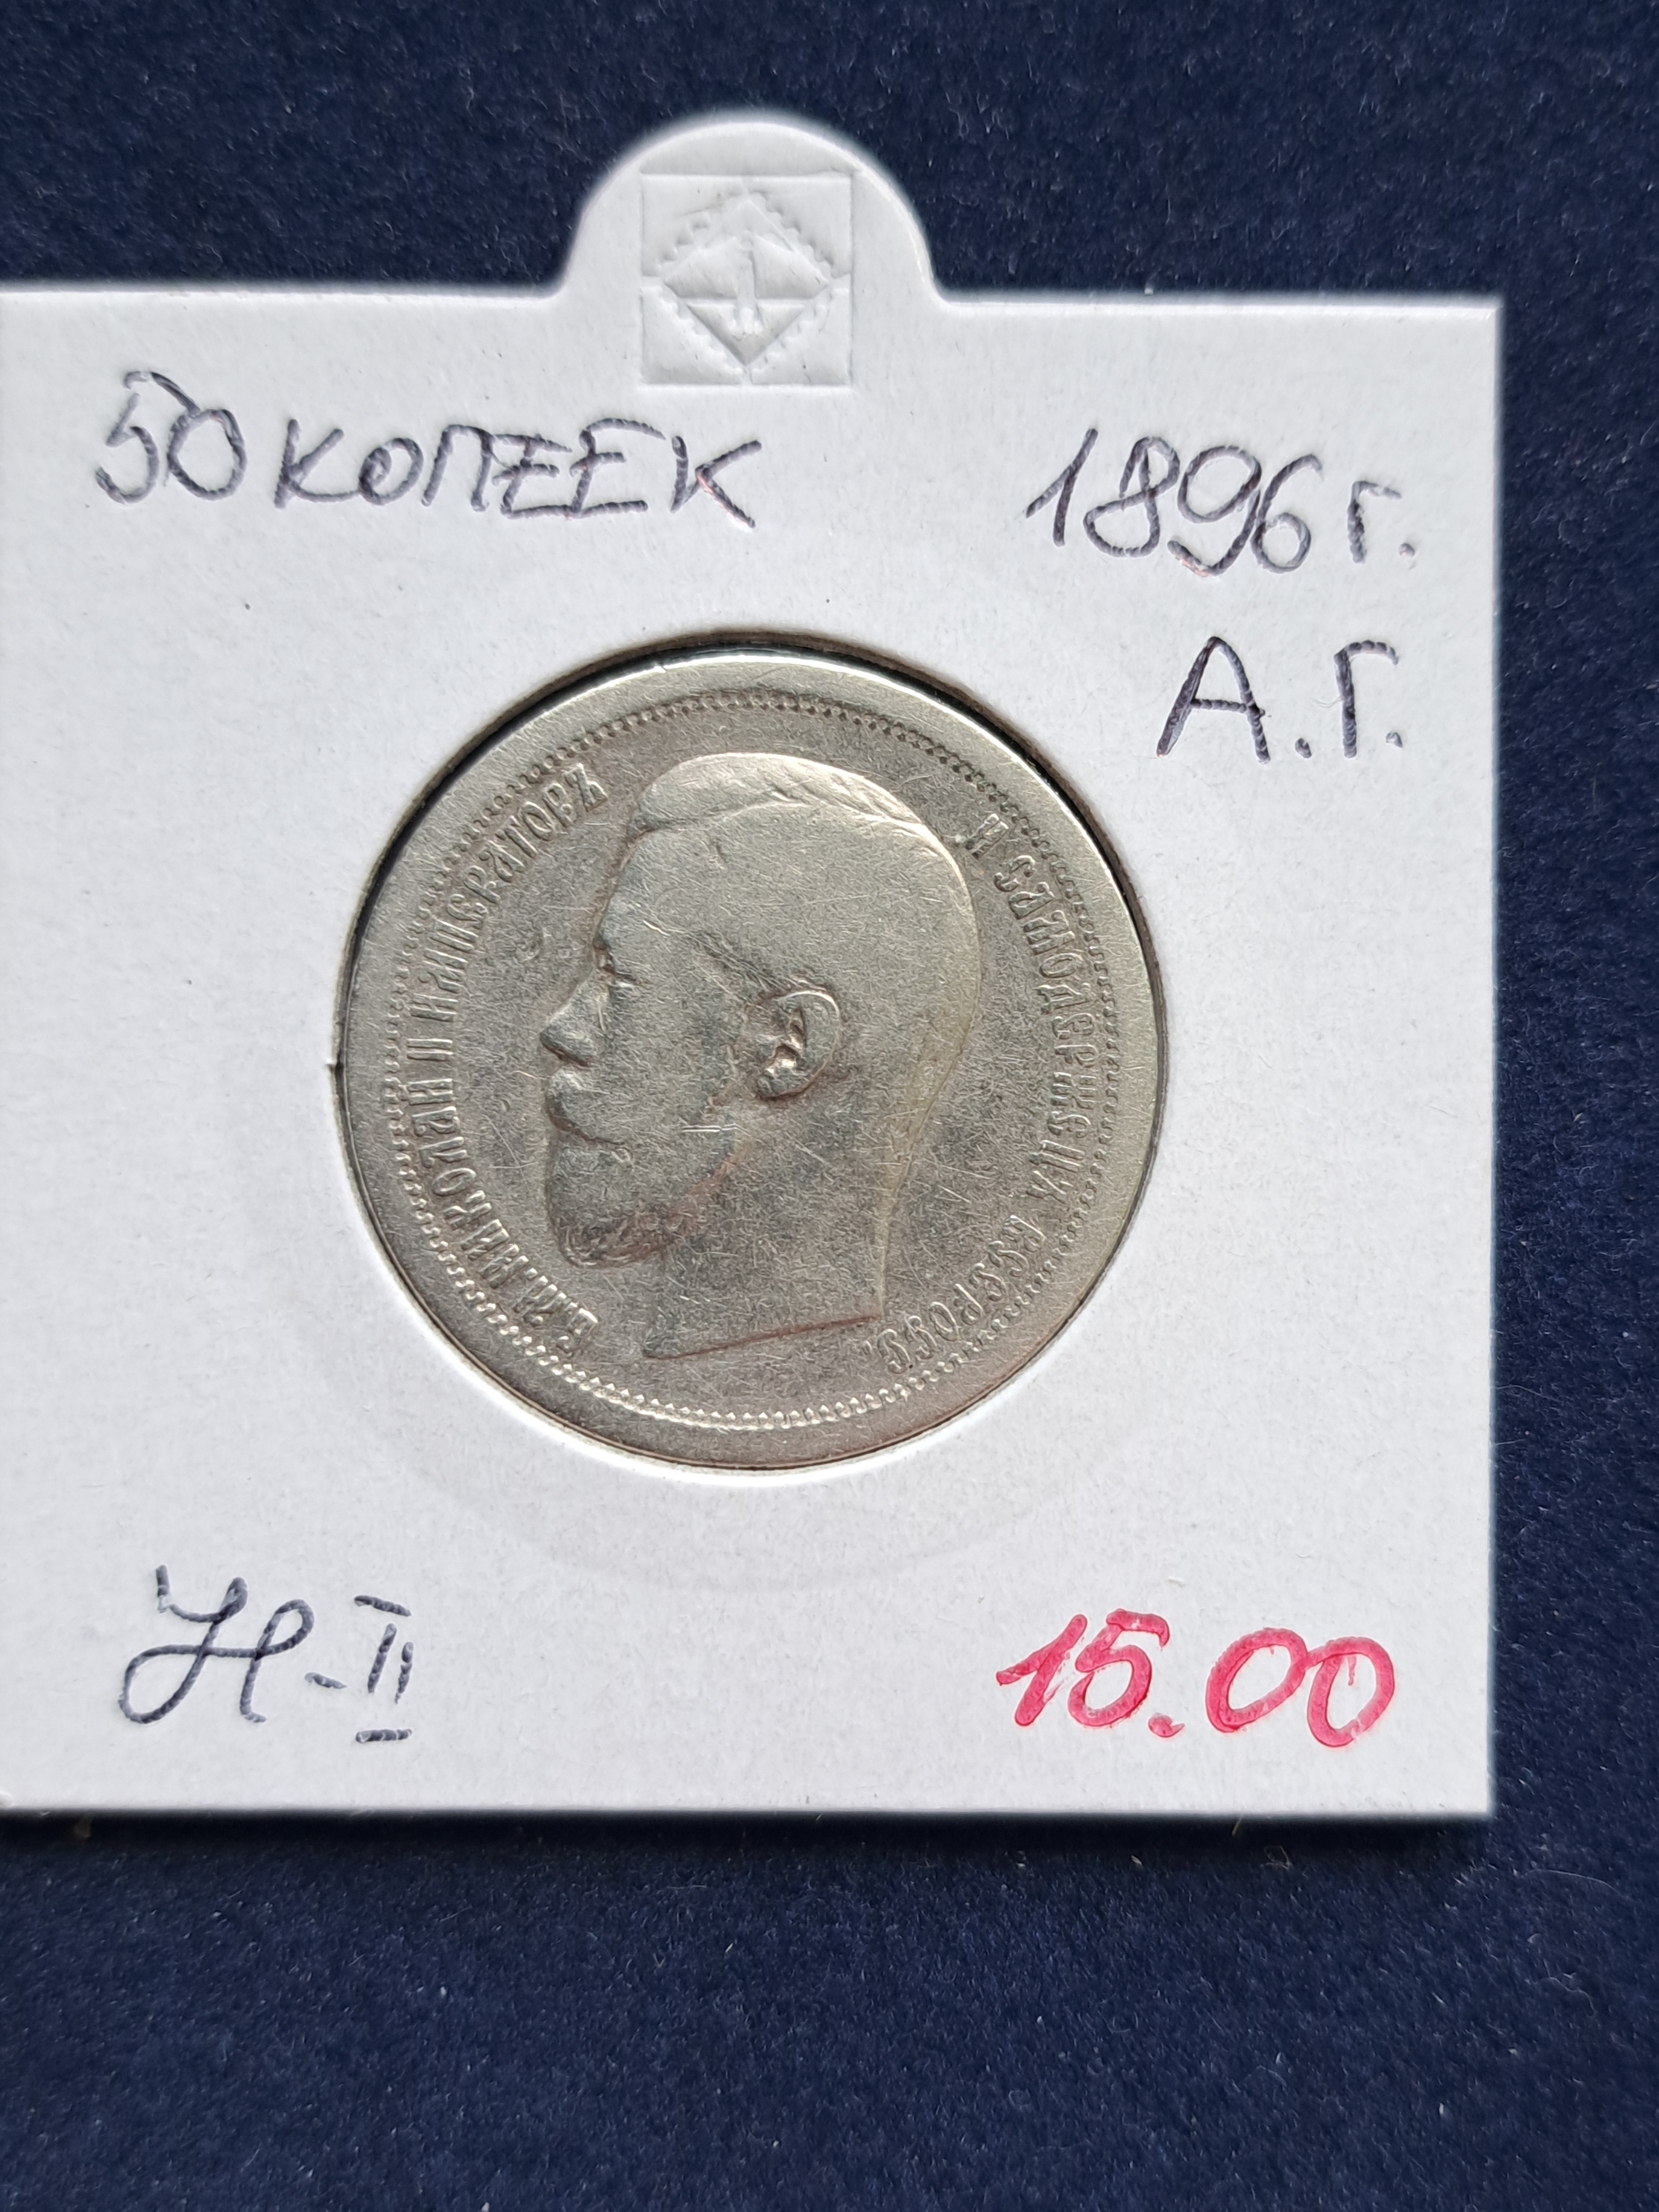 50 КОПЕЕК
1896 г.
А.Г.
Б.М. НИКОЛАЙ II ИМПЕРАТОРЪ
И САМОДЕРЖЕЦЪ ВСЕРОСС.
Н-II
15.00